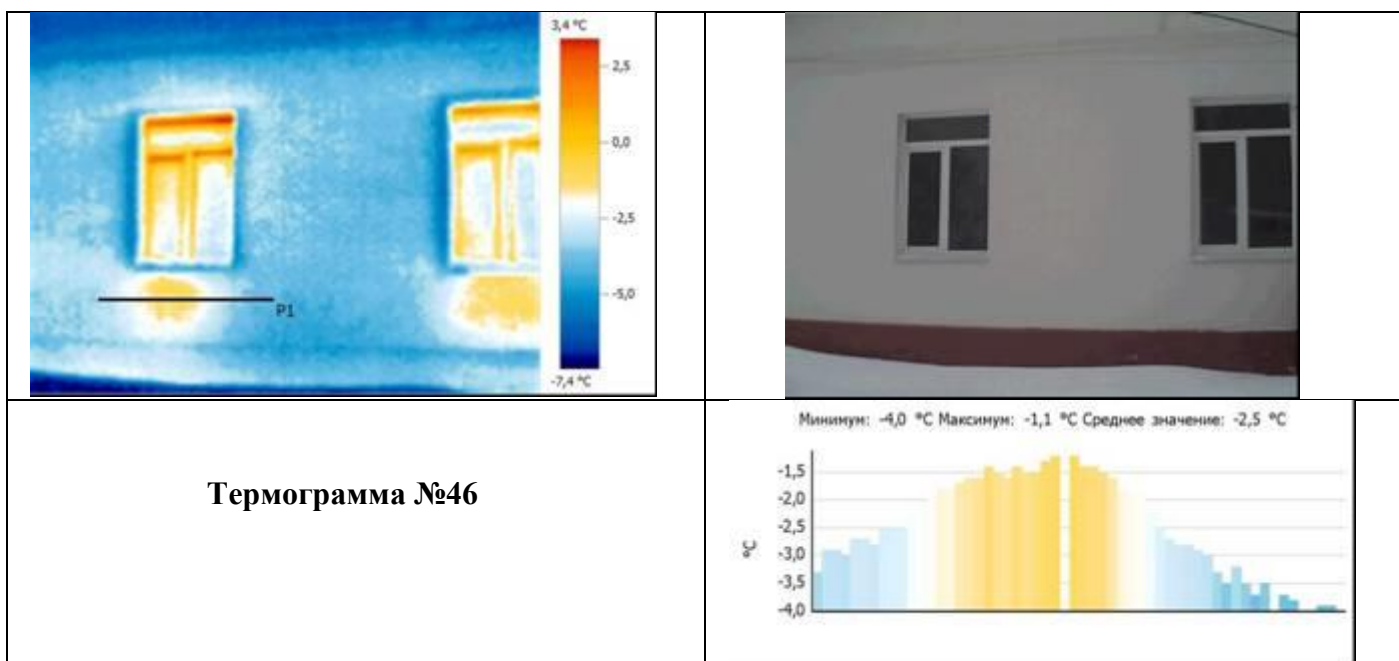 3,4 °C
2,5
0,0
-2,5
-5,0
-7,4 °C
P1
Термограмма №46
Минимум: -4,0 °C Максимум: -1,1 °C Среднее значение: -2,5 °C
-1,5
-2,0
-2,5
-3,0
-3,5
-4,0
°C